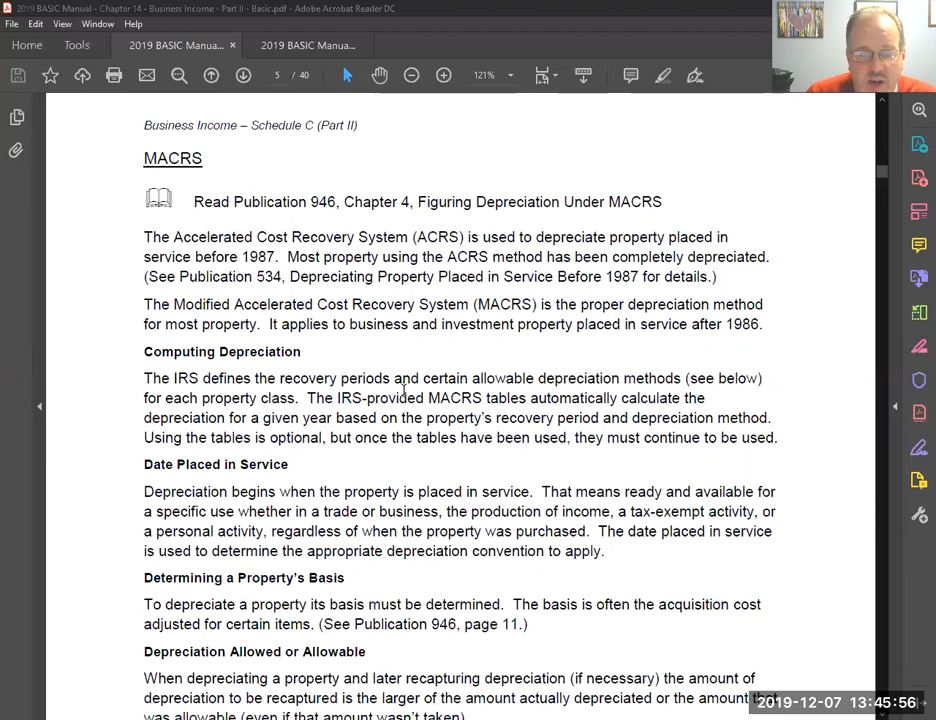 2019 BASIC Manual - Chapter 14 - Business Income - Part II - Basic.pdf - Adobe Acrobat Reader DC
File Edit View Window Help
Home Tools 2019 BASIC Manua... × 2019 BASIC Manua...
5 / 40 121%
Business Income – Schedule C (Part II)
MACRS
Read Publication 946, Chapter 4, Figuring Depreciation Under MACRS
The Accelerated Cost Recovery System (ACRS) is used to depreciate property placed in
service before 1987. Most property using the ACRS method has been completely depreciated.
(See Publication 534, Depreciating Property Placed in Service Before 1987 for details.)
The Modified Accelerated Cost Recovery System (MACRS) is the proper depreciation method
for most property. It applies to business and investment property placed in service after 1986.
Computing Depreciation
The IRS defines the recovery periods and certain allowable depreciation methods (see below)
for each property class. The IRS-provided MACRS tables automatically calculate the
depreciation for a given year based on the property's recovery period and depreciation method.
Using the tables is optional, but once the tables have been used, they must continue to be used.
Date Placed in Service
Depreciation begins when the property is placed in service. That means ready and available for
a specific use whether in a trade or business, the production of income, a tax-exempt activity, or
a personal activity, regardless of when the property was purchased. The date placed in service
is used to determine the appropriate depreciation convention to apply.
Determining a Property's Basis
To depreciate a property its basis must be determined. The basis is often the acquisition cost
adjusted for certain items. (See Publication 946, page 11.)
Depreciation Allowed or Allowable
When depreciating a property and later recapturing depreciation (if necessary) the amount of
depreciation to be recaptured is the larger of the amount actually depreciated or the amount that
was allowable (even if that amount wasn't taken)
2019-12-07 13:45:56